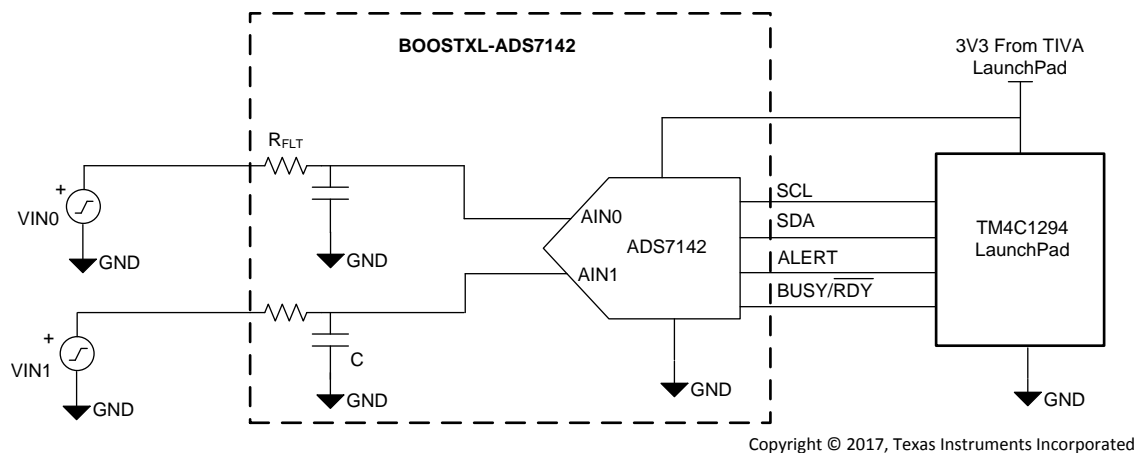 BOOSTXL-ADS7142
3V3 From TIVA
LaunchPad
RFLT
+
VIN0
GND
GND
AIN0
ADS7142
AIN1
SCL
SDA
ALERT
BUSY/RDY
TM4C1294
LaunchPad
+
VIN1
GND
C
GND
GND
GND
Copyright © 2017, Texas Instruments Incorporated